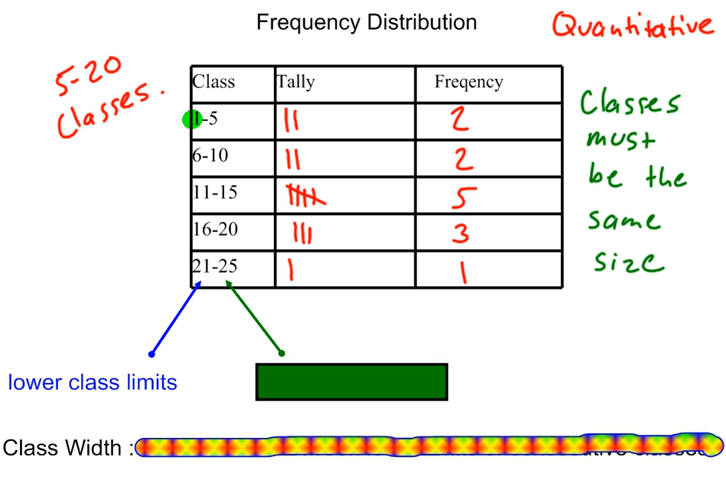 Frequency Distribution
Quantitative
5-20
Classes.
Class Tally Freqency
1-5 || 2
6-10 || 2
11-15 5
16-20 ||| 3
21-25 | 1
Classes
must
be the
same
size
lower class limits
Class Width :